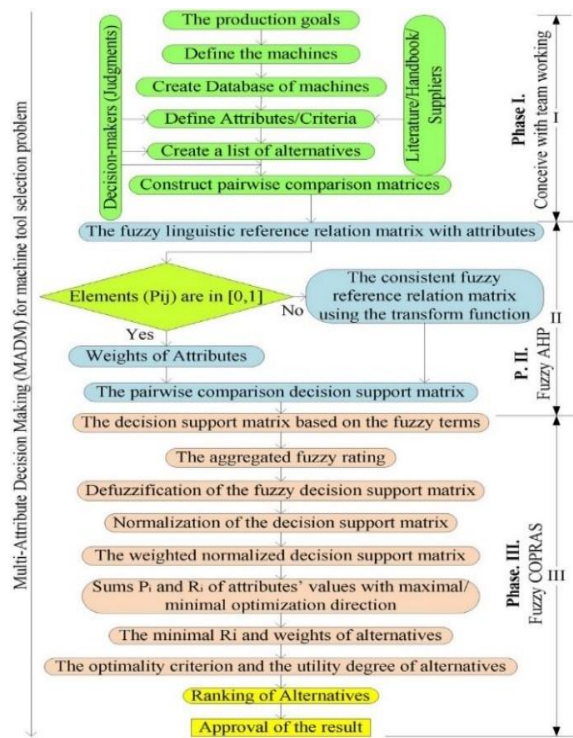 The production goals
Define the machines
Create Database of machines
Define Attributes/Criteria
Create a list of alternatives
Construct pairwise comparison matrices
Decision-makers (Judgments)
Literature/Handbook/
Suppliers
Phase I.
Conceive with team working
I
The fuzzy linguistic reference relation matrix with attributes
Elements (Pij) are in [0,1]
No
The consistent fuzzy
reference relation matrix
using the transform function
Yes
Weights of Attributes
The pairwise comparison decision support matrix
P. II.
Fuzzy AHP
II
The decision support matrix based on the fuzzy terms
The aggregated fuzzy rating
Defuzzification of the fuzzy decision support matrix
Normalization of the decision support matrix
The weighted normalized decision support matrix
Sums Pi and Ri of attributes' values with maximal/
minimal optimization direction
The minimal Ri and weights of alternatives
The optimality criterion and the utility degree of alternatives
Ranking of Alternatives
Approval of the result
Phase. III.
Fuzzy COPRAS
III
Multi-Attribute Decision Making (MADM) for machine tool selection problem